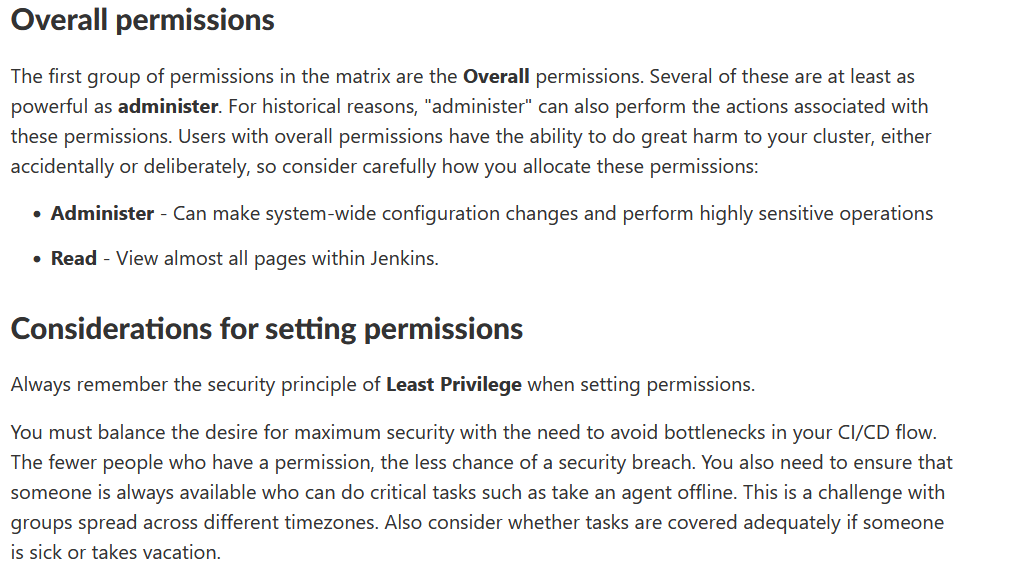 Overall permissions
The first group of permissions in the matrix are the Overall permissions. Several of these are at least as
powerful as administer. For historical reasons, "administer" can also perform the actions associated with
these permissions. Users with overall permissions have the ability to do great harm to your cluster, either
accidentally or deliberately, so consider carefully how you allocate these permissions:
• Administer - Can make system-wide configuration changes and perform highly sensitive operations
• Read - View almost all pages within Jenkins.
Considerations for setting permissions
Always remember the security principle of Least Privilege when setting permissions.
You must balance the desire for maximum security with the need to avoid bottlenecks in your CI/CD flow.
The fewer people who have a permission, the less chance of a security breach. You also need to ensure that
someone is always available who can do critical tasks such as take an agent offline. This is a challenge with
groups spread across different timezones. Also consider whether tasks are covered adequately if someone
is sick or takes vacation.